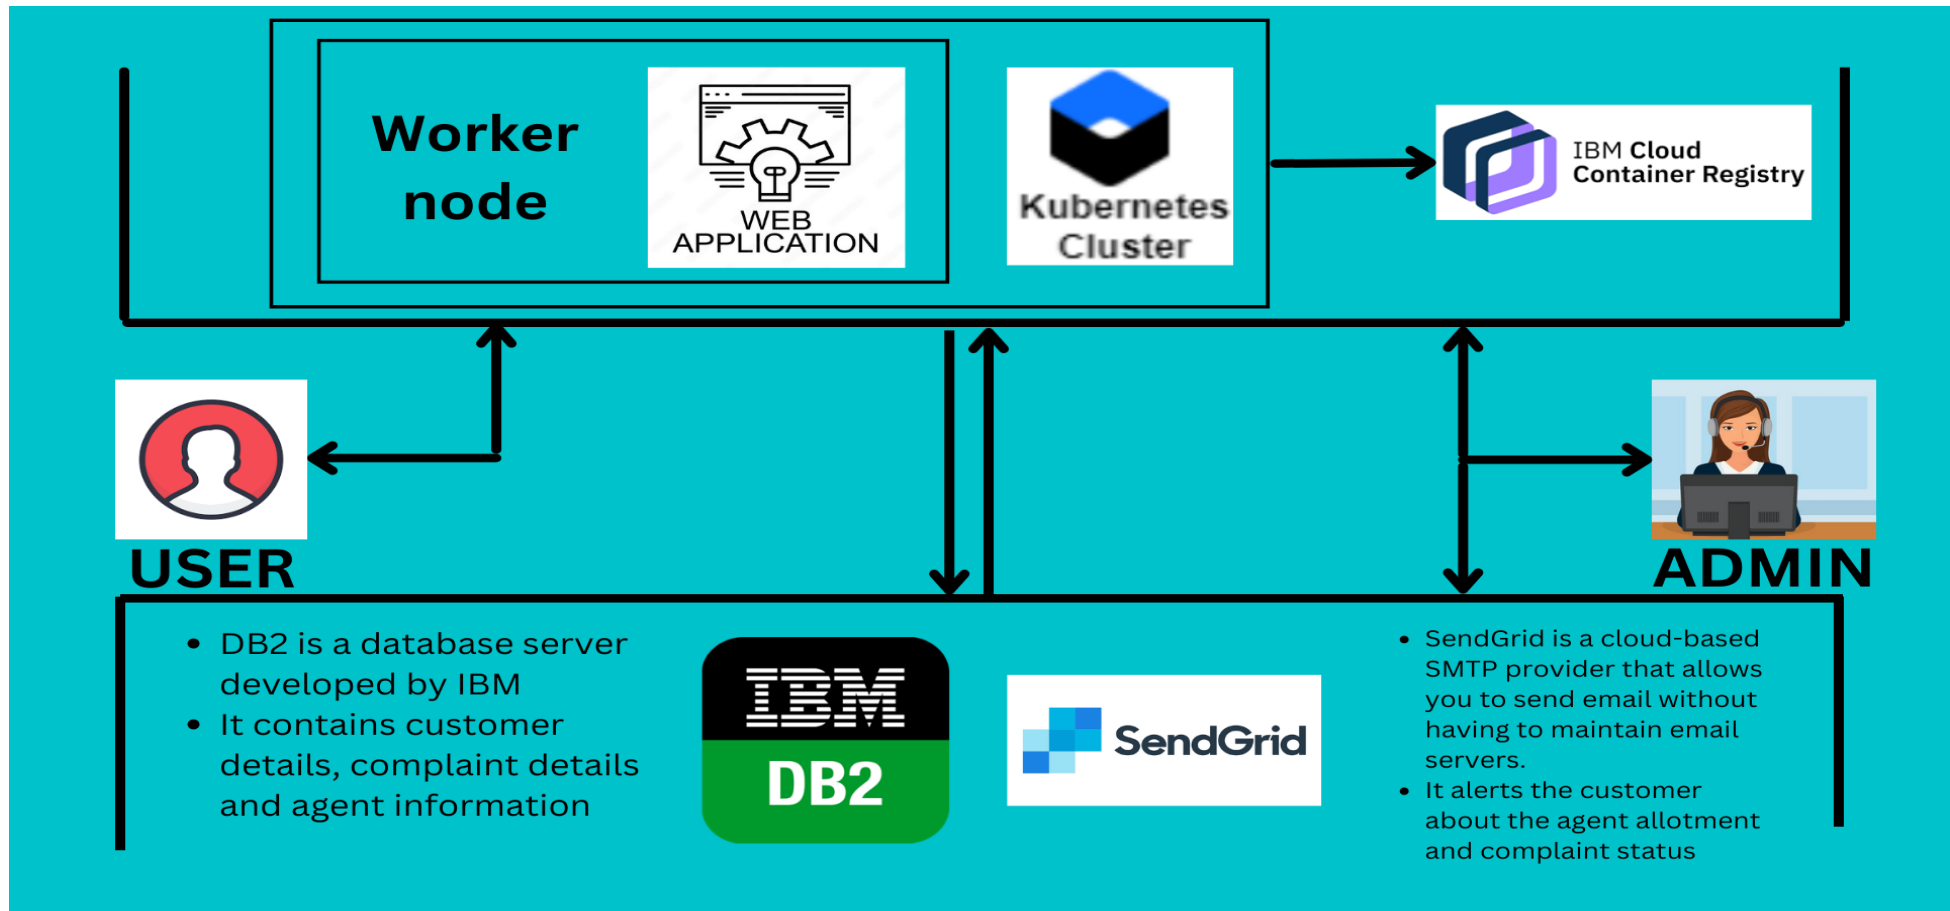 Worker
node
WEB
APPLICATION
Kubernetes
Cluster
IBM Cloud
Container Registry
USER
ADMIN
• DB2 is a database server
developed by IBM
• It contains customer
details, complaint details
and agent information
IBM
DB2
SendGrid
• SendGrid is a cloud-based
SMTP provider that allows
you to send email without
having to maintain email
servers.
• It alerts the customer
about the agent allotment
and complaint status